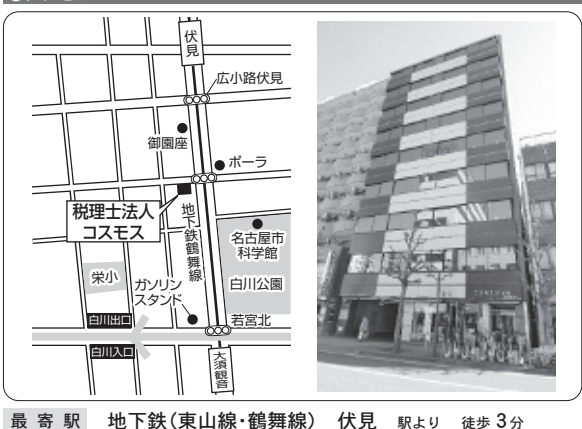 伏見
広小路伏見
御園座
ポーラ
税理士法人
コスモス
地下鉄鶴舞線
名古屋市
科学館
栄小
ガソリン
スタンド
白川公園
白川出口
若宮北
白川入口
大須観音
最寄駅 地下鉄(東山線・鶴舞線) 伏見 駅より 徒歩3分